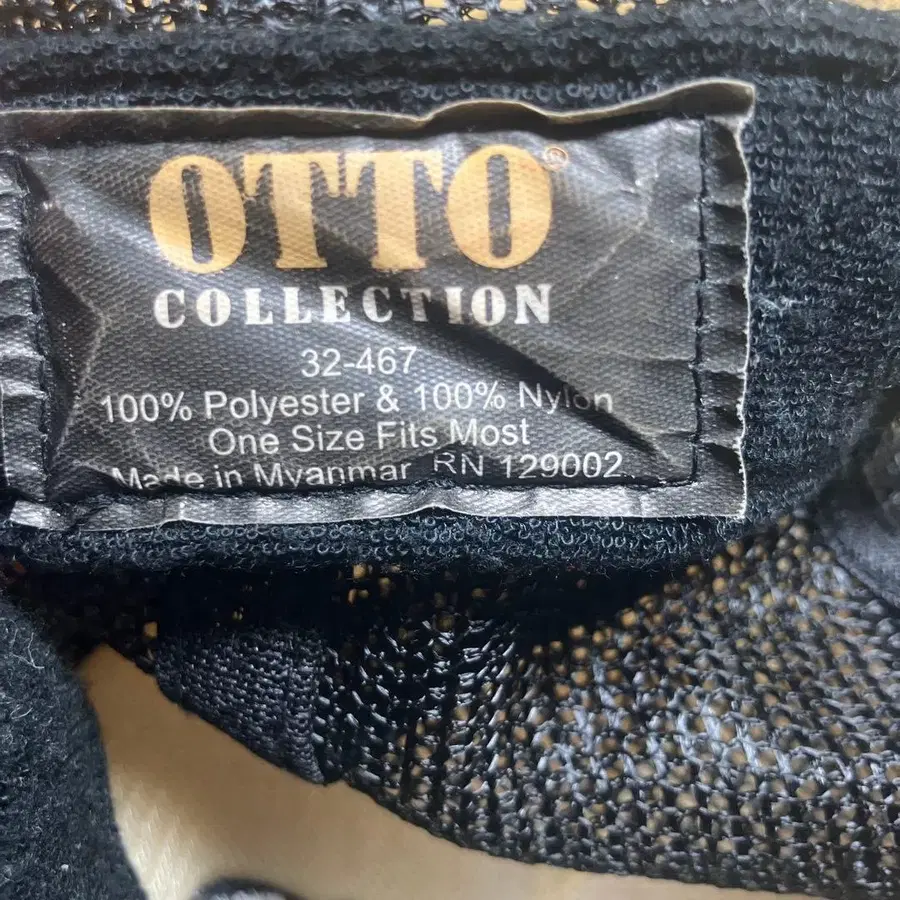 OTTO®
COLLECTION
32-467
100% Polyester & 100% Nylon
One Size Fits Most
Made in Myanmar RN 129002